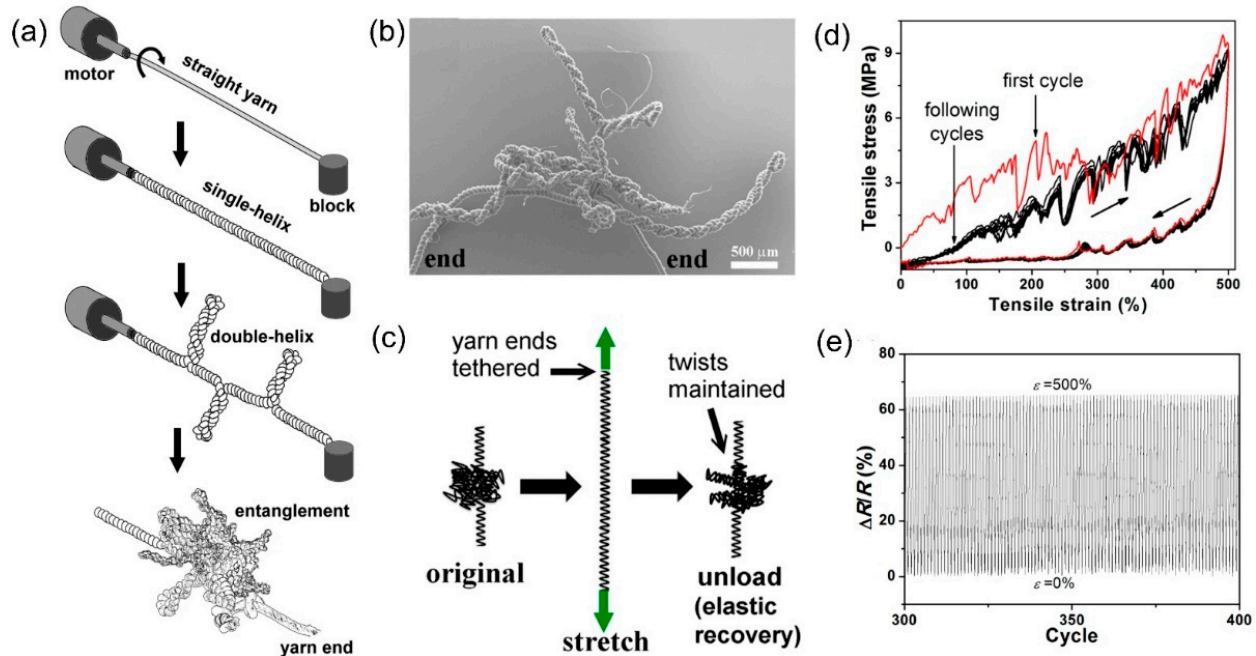 (a)
motor
straight yarn
block
single-helix
double-helix
entanglement
yarn end
(b)
end
end
500 μm
(c)
yarn ends
tethered
twists
maintained
original
stretch
unload
(elastic
recovery)
(d)
Tensile stress (MPa)
9
6
3
0
first cycle
following
cycles
0 100 200 300 400 500
Tensile strain (%)
(e)
ΔR/R (%)
80
60
40
20
0
ε =500%
ε =0%
300 350 400
Cycle